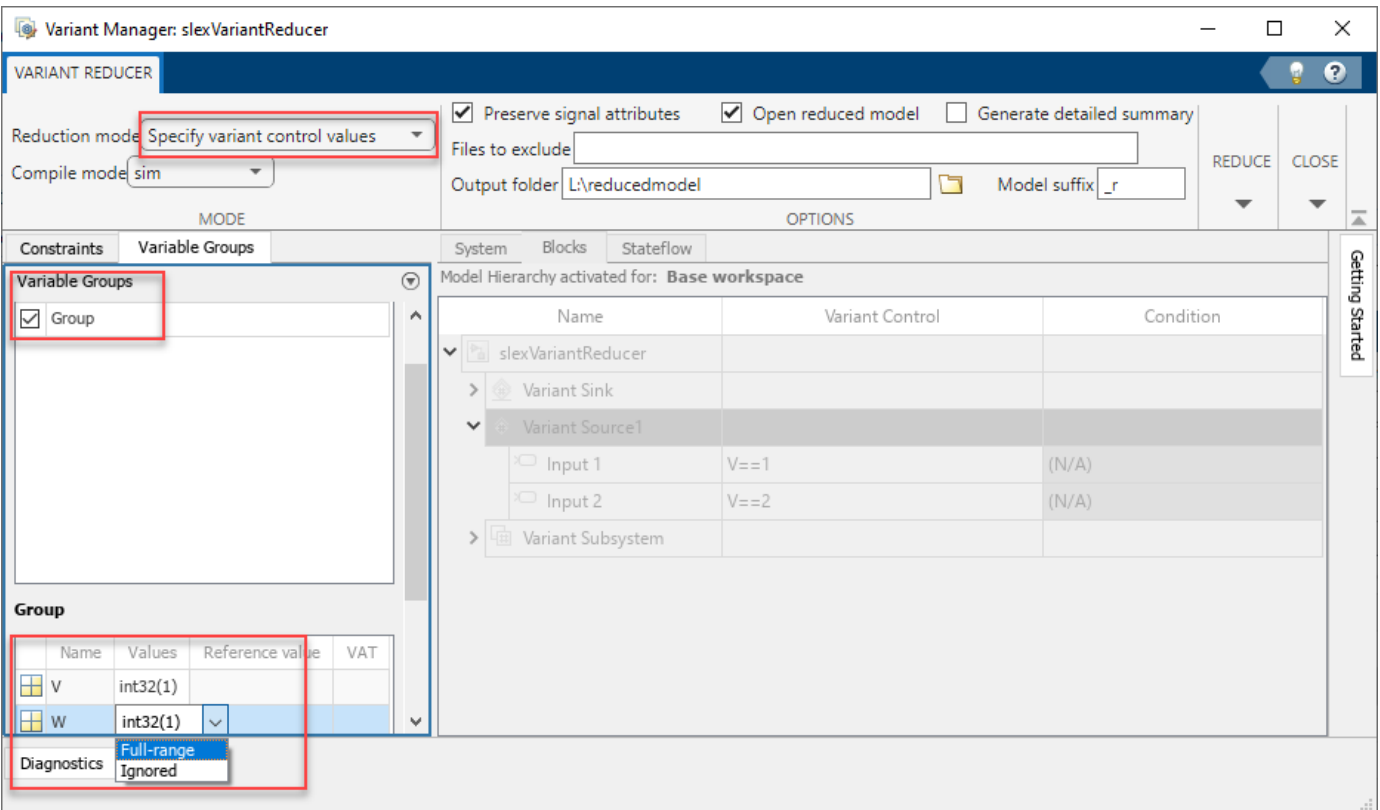 Variant Manager: slexVariantReducer
VARIANT REDUCER
?
Reduction mode Specify variant control values
Compile mode sim
MODE
Preserve signal attributes Open reduced model Generate detailed summary
Files to exclude
Output folder L:\reducedmodel Model suffix _r
OPTIONS
REDUCE CLOSE
Constraints Variable Groups
Variable Groups
Group
Group
Name Values Reference value VAT
V int32(1)
W int32(1)
Full-range
Ignored
Diagnostics
System Blocks Stateflow
Model Hierarchy activated for: Base workspace
Name Variant Control Condition
slexVariantReducer
Variant Sink
Variant Source1
Input 1 V==1 (N/A)
Input 2 V==2 (N/A)
Variant Subsystem
Getting Started